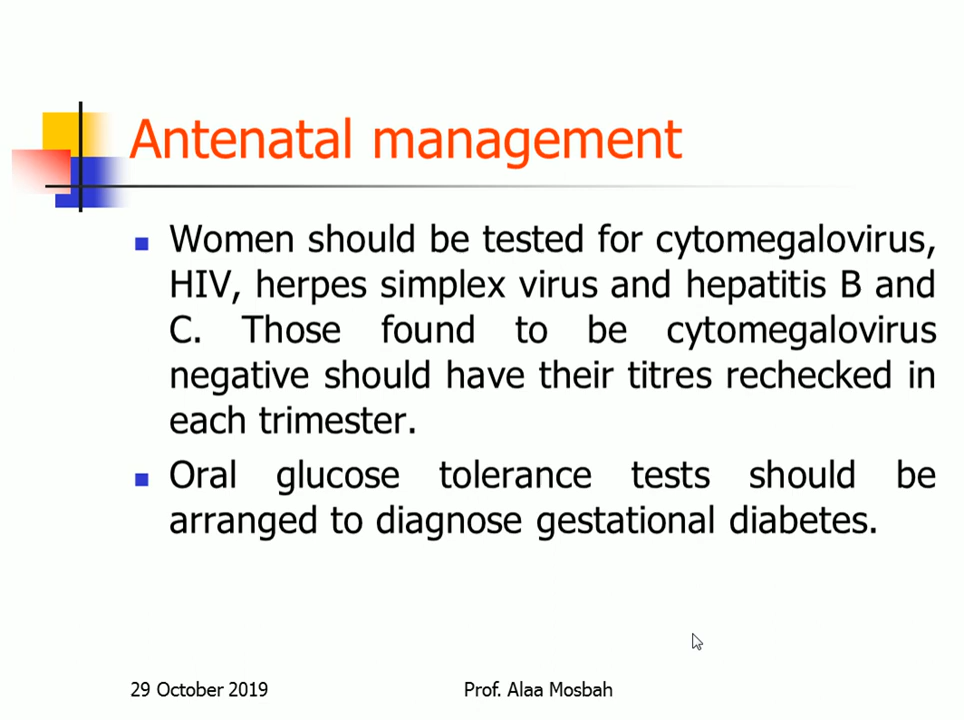 Antenatal management
Women should be tested for cytomegalovirus,
HIV, herpes simplex virus and hepatitis B and
C. Those found to be cytomegalovirus
negative should have their titres rechecked in
each trimester.
Oral glucose tolerance tests should be
arranged to diagnose gestational diabetes.
29 October 2019
Prof. Alaa Mosbah